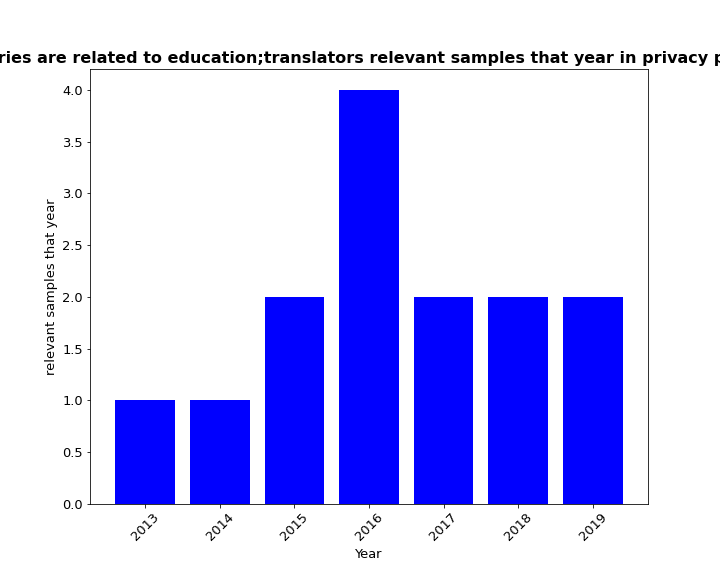 ries are related to education;translators relevant samples that year in privacy p
4.0
3.5
3.0
2.5
2.0
1.5
1.0
0.5
0.0
relevant samples that year
2013 2014 2015 2016 2017 2018 2019
Year